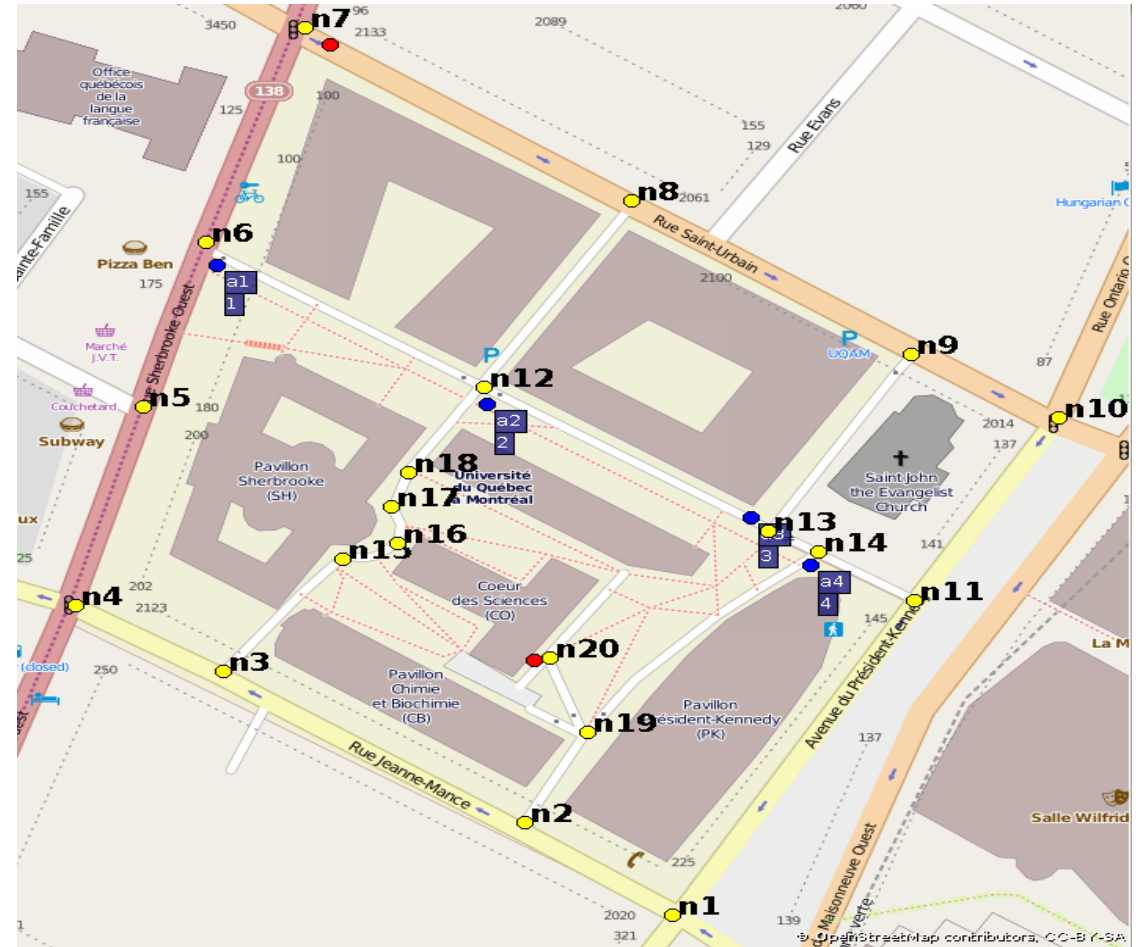 n7
96
2133
3450
2089
2060
Office
québécois
de la
langue
française
138
100
125
100
155
129
Rue Evans
155
n8
2061
Hungarian
Rue Saint-Urbain
n6
Pizza Ben
175
a1
1
2100
Rue Sherbrooke Ouest
Marché
J.V.T.
P
UQAM
n9
87
P
n12
Couchetard
n5
180
Subway
200
a2
2
n10
2014
137
Pavillon
Sherbrooke
(SH)
n18
Université
du Québec
à Montréal
n17
Saint John
the Evangelist
Church
n16
n15
n13
3
n14
141
25
202
2123
n4
Coeur
des Sciences
(CO)
a4
4
n11
145
(closed)
250
n3
n20
Pavillon
Chimie
et Biochimie
(CB)
Pavillon
Président-Kennedy
(PK)
n19
Avenue du Président-Kennedy
137
Rue Jeanne-Mance
n2
Salle Wilfrid
225
n1
2020
321
139
Maisonneuve Ouest
© OpenStreetMap contributors, CC-BY-SA